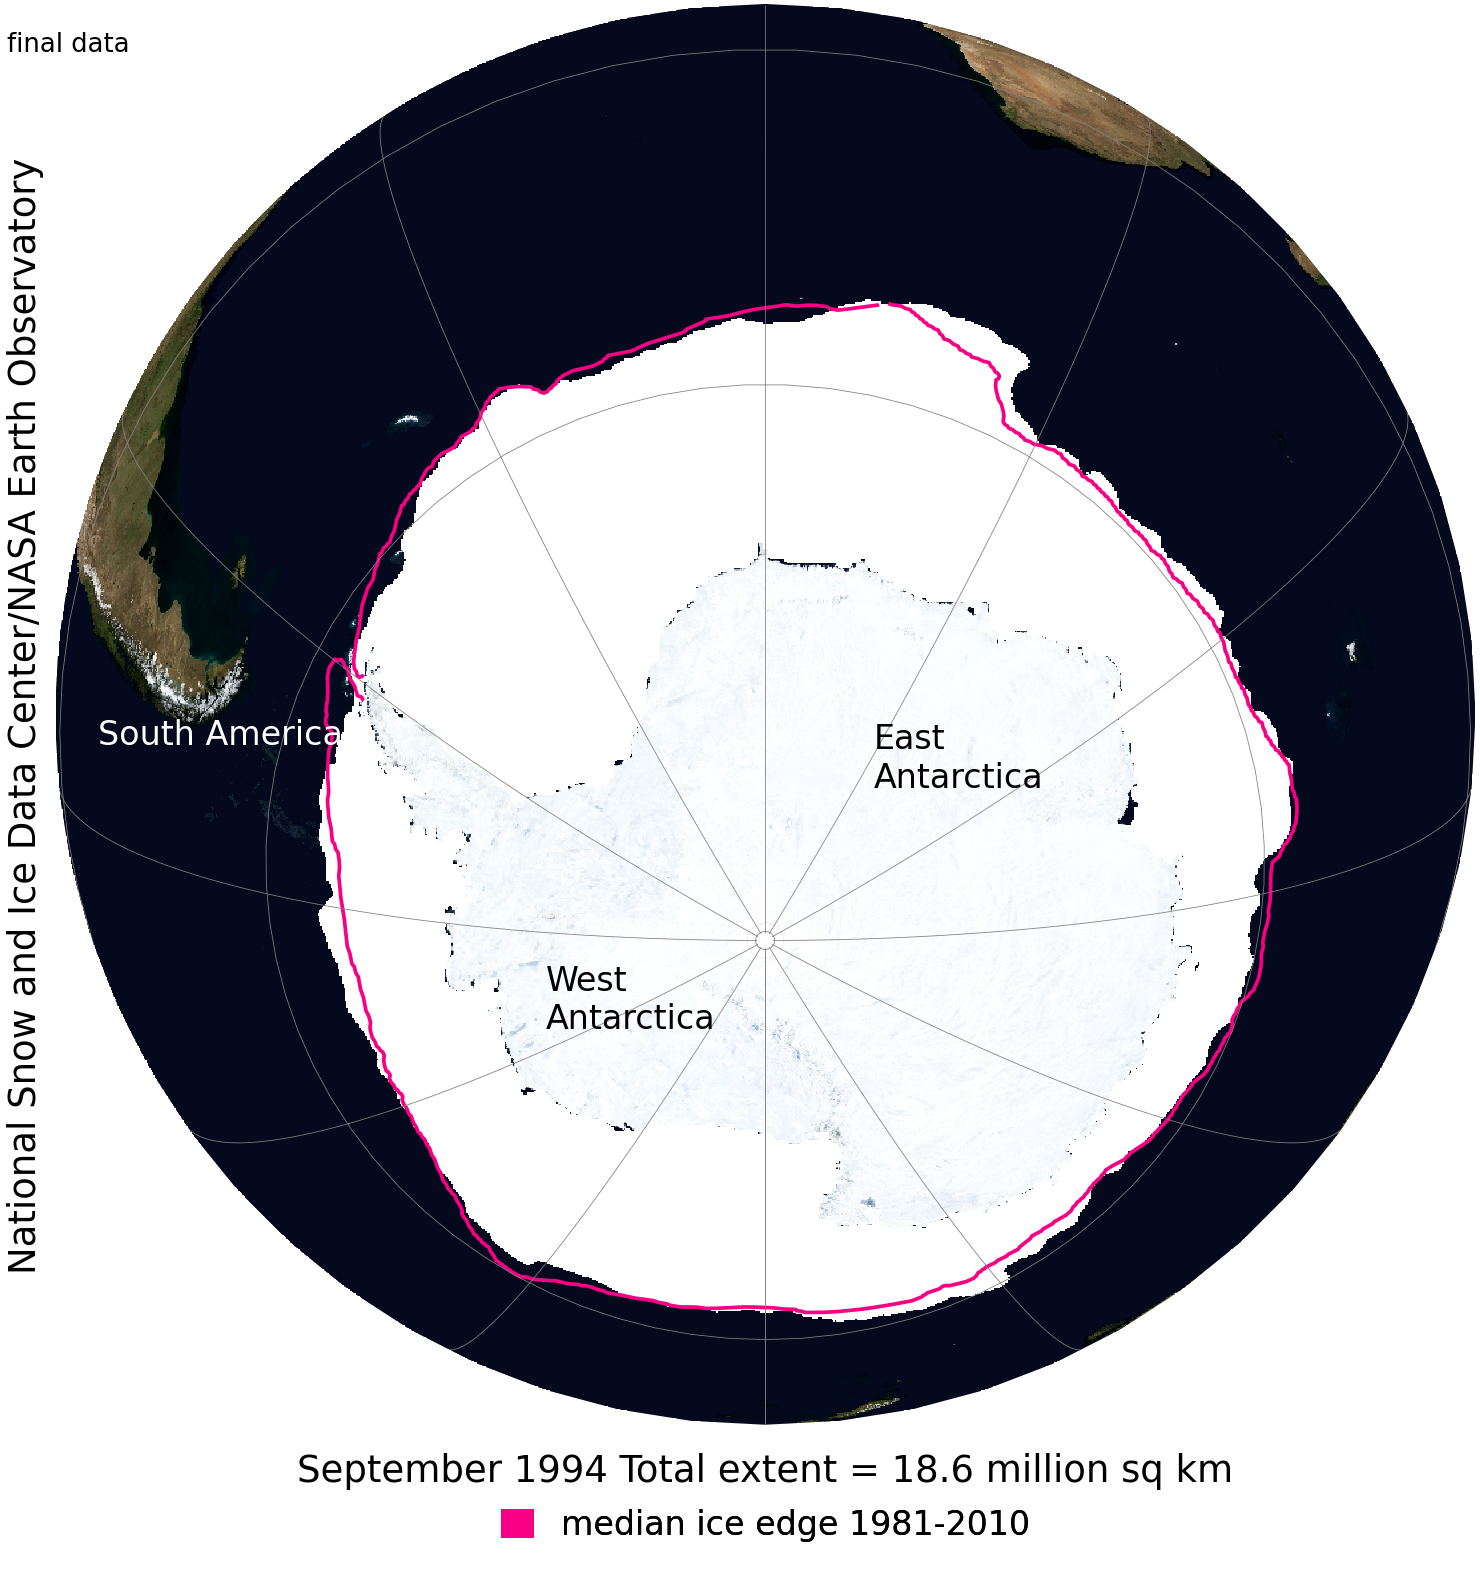 final data
National Snow and Ice Data Center/NASA Earth Observatory
South America
East
Antarctica
West
Antarctica
September 1994 Total extent = 18.6 million sq km
median ice edge 1981-2010